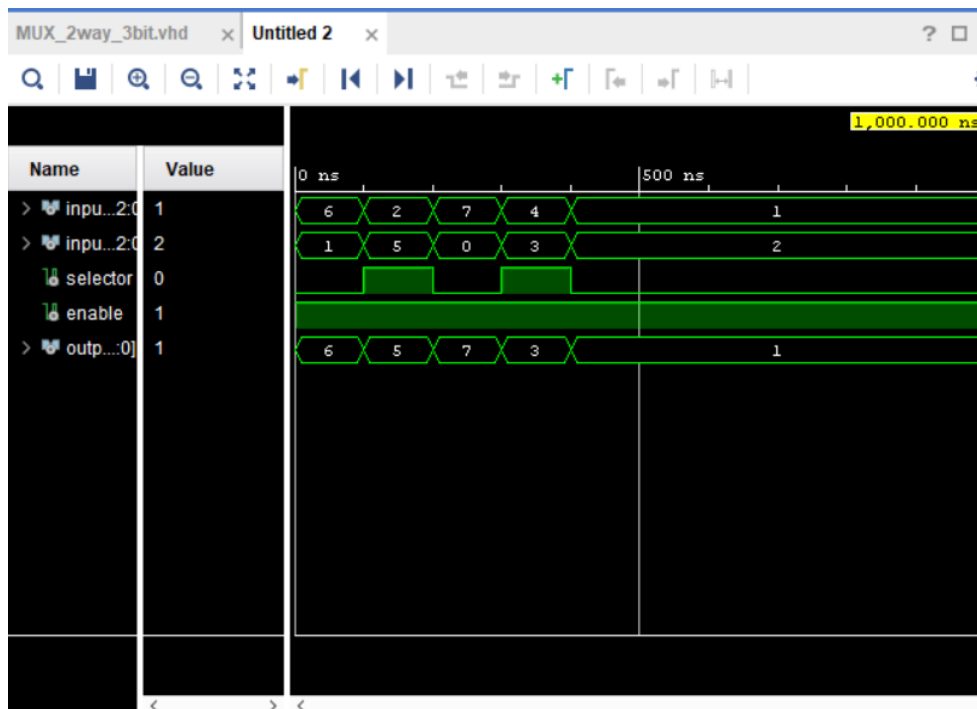 MUX_2way_3bit.vhd × Untitled 2 × ?
1,000.000 ns
Name Value
0 ns 500 ns
inpu...2:0 1 6 2 7 4 1
inpu...2:0 2 1 5 0 3 2
selector 0
enable 1
outp...:0] 1 6 5 7 3 1